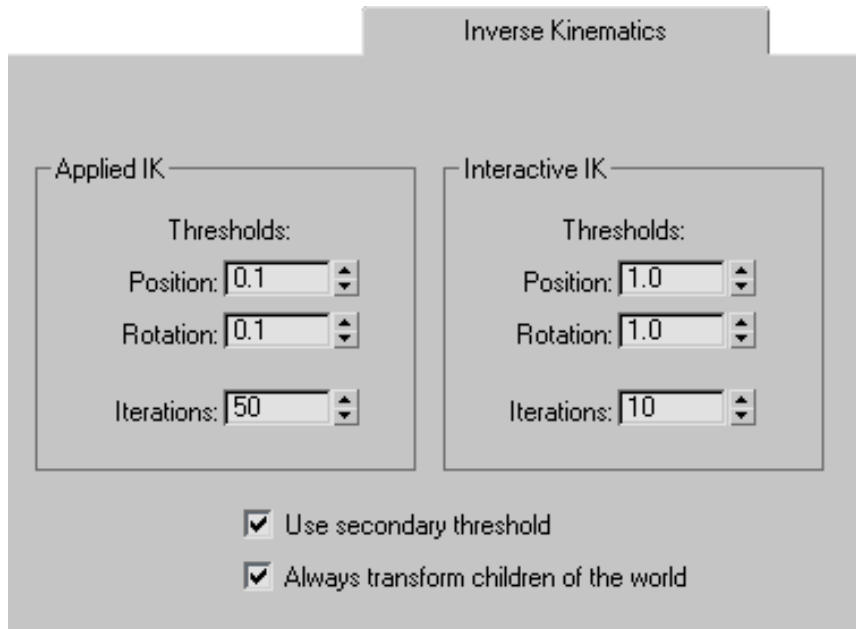 Inverse Kinematics
Applied IK
Thresholds:
Position: 0.1
Rotation: 0.1
Iterations: 50
Interactive IK
Thresholds:
Position: 1.0
Rotation: 1.0
Iterations: 10
Use secondary threshold
Always transform children of the world